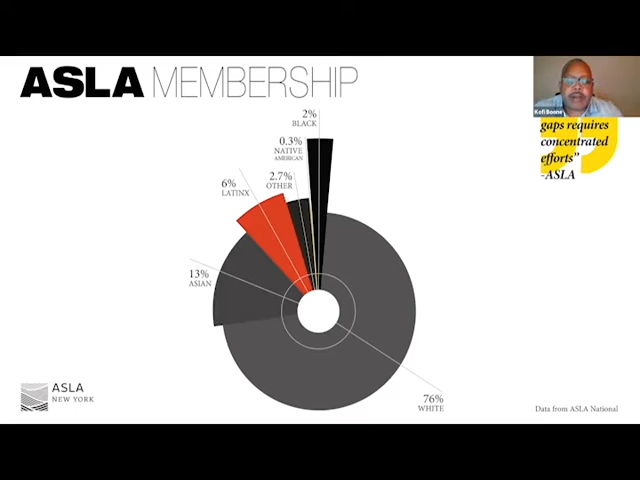 ASLA MEMBERSHIP
Kofi Boone
gaps requires
concentrated
efforts"
-ASLA
2%
BLACK
0.3%
NATIVE
AMERICAN
2.7%
OTHER
6%
LATINX
13%
ASIAN
76%
WHITE
ASLA
NEW YORK
Data from ASLA National